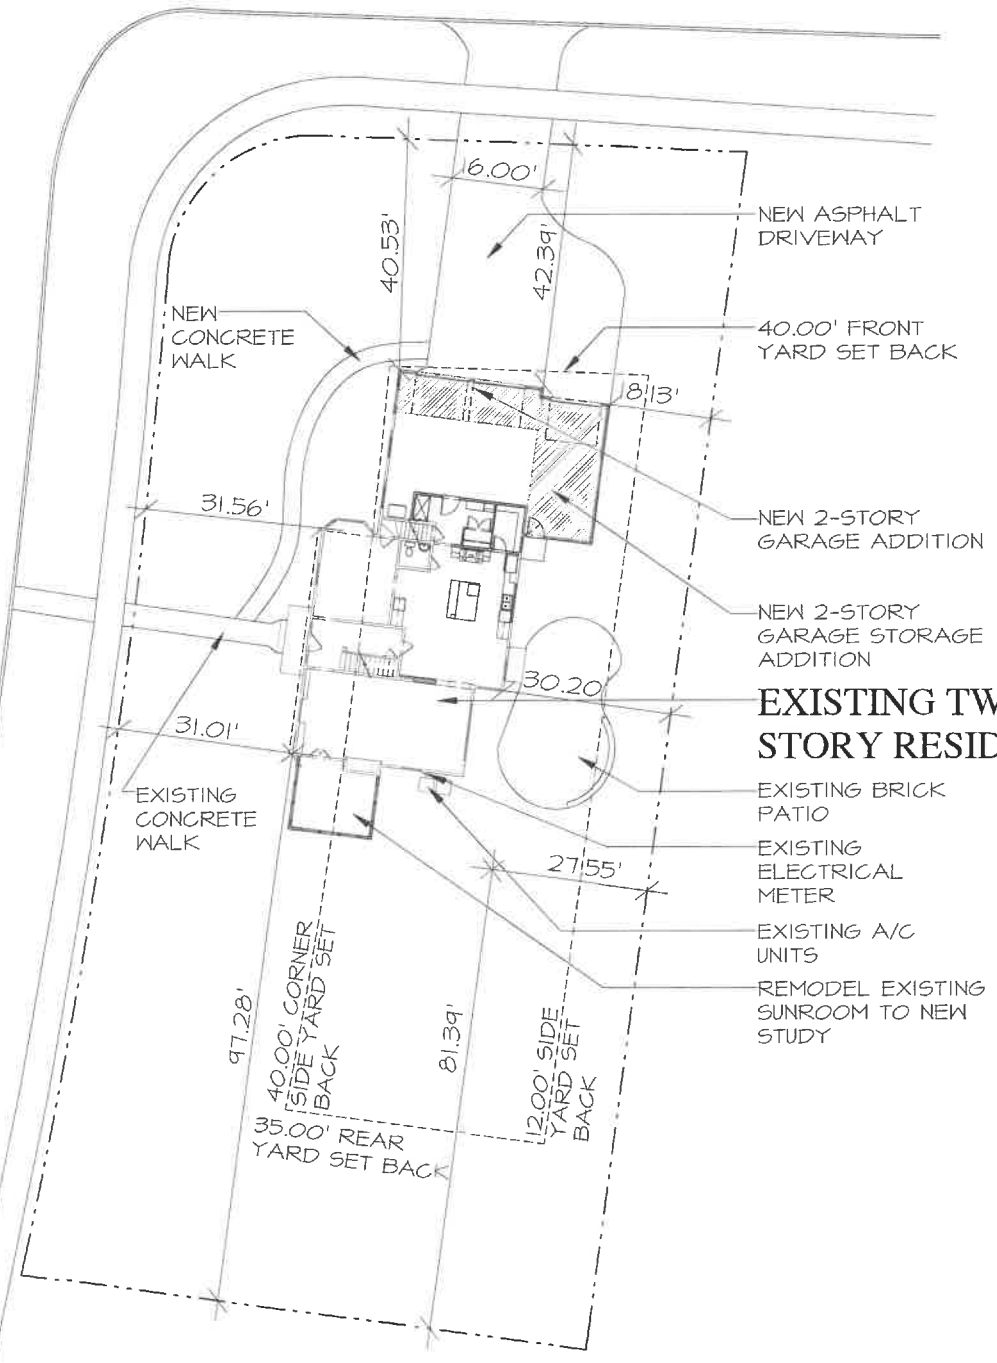 6.00'
NEW ASPHALT
DRIVEWAY
40.53'
42.39'
NEW
CONCRETE
WALK
40.00' FRONT
YARD SET BACK
8.13'
31.56'
NEW 2-STORY
GARAGE ADDITION
NEW 2-STORY
GARAGE STORAGE
ADDITION
30.20
EXISTING TW
STORY RESID
31.01'
EXISTING
CONCRETE
WALK
EXISTING BRICK
PATIO
EXISTING
ELECTRICAL
METER
27.55'
EXISTING A/C
UNITS
REMODEL EXISTING
SUNROOM TO NEW
STUDY
97.28'
40.00' CORNER
SIDE YARD SET
BACK
81.39'
12.00' SIDE
YARD SET
BACK
35.00' REAR
YARD SET BACK